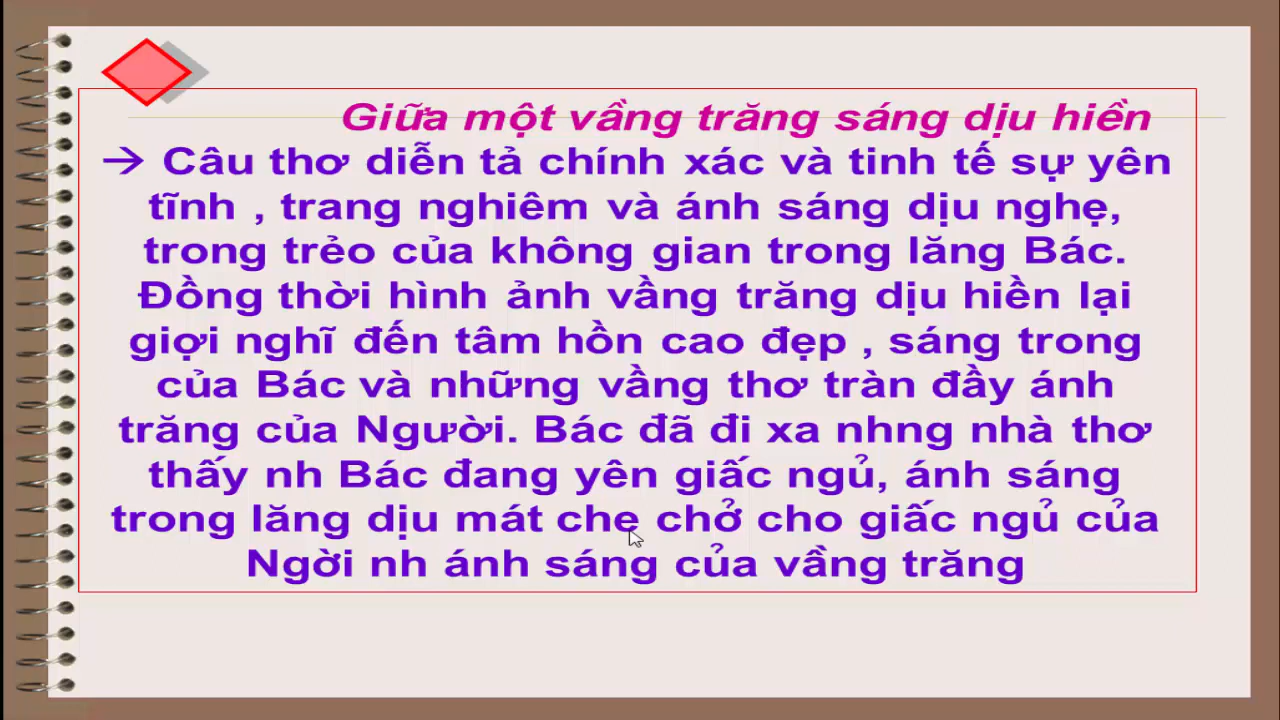 Giữa một vầng trăng sáng dịu hiền
→ Câu thơ diễn tả chính xác và tinh tế sự yên
tĩnh , trang nghiêm và ánh sáng dịu nghẹ,
trong trẻo của không gian trong lăng Bác.
Đồng thời hình ảnh vầng trăng dịu hiền lại
giợi nghĩ đến tâm hồn cao đẹp , sáng trong
của Bác và những vầng thơ tràn đầy ánh
trăng của Người. Bác đã đi xa nhng nhà thơ
thấy nh Bác đang yên giấc ngủ, ánh sáng
trong lăng dịu mát chẹ chở cho giấc ngủ của
Ngời nh ánh sáng của vầng trăng